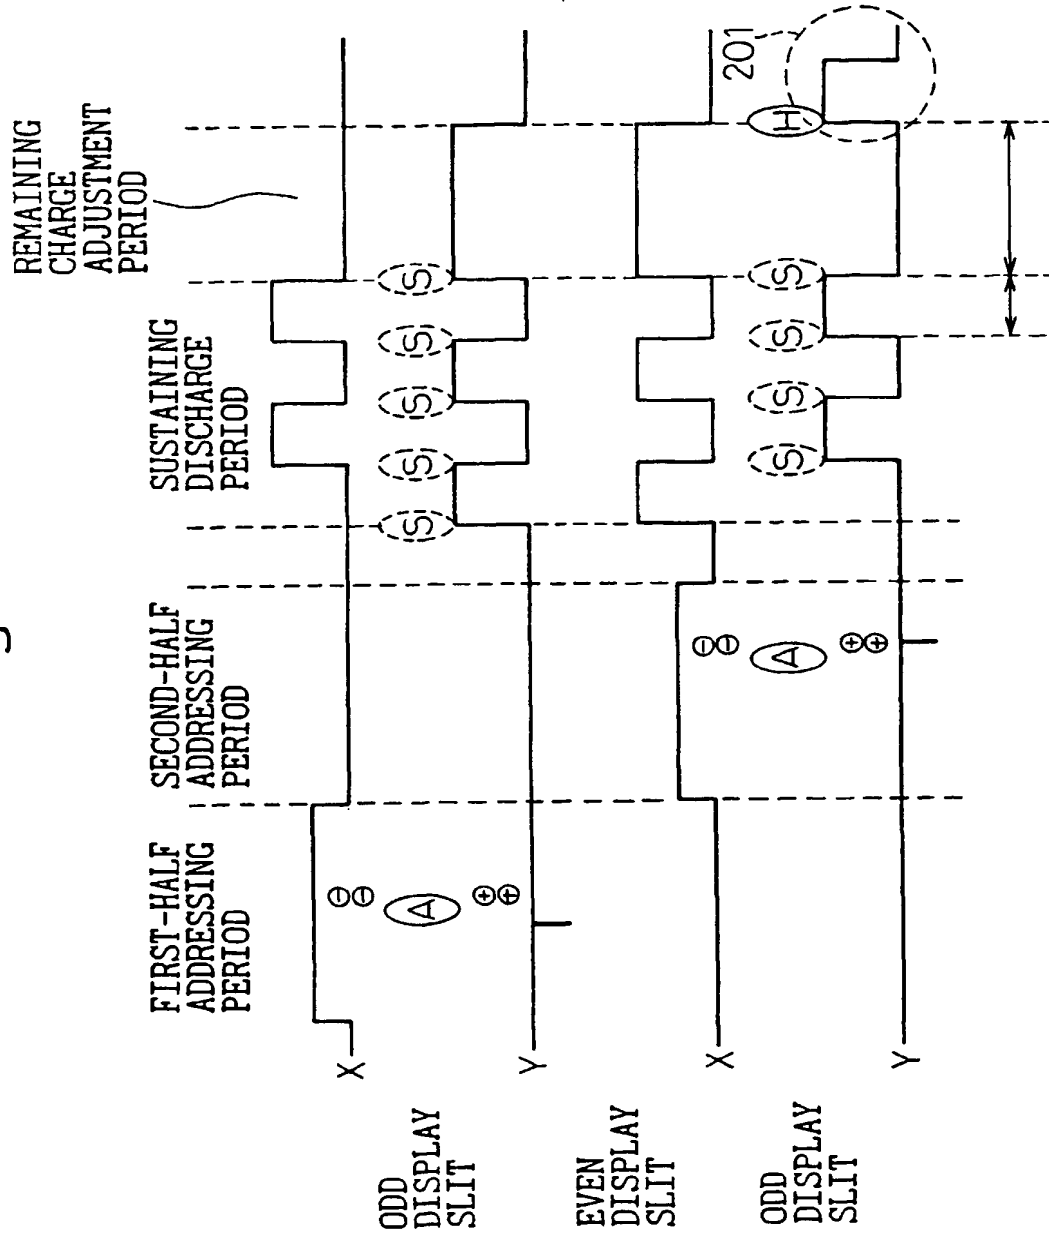 FIRST-HALF
ADDRESSING
PERIOD
SECOND-HALF
ADDRESSING
PERIOD
SUSTAINING
DISCHARGE
PERIOD
REMAINING
CHARGE
ADJUSTMENT
PERIOD
X
ODD
DISPLAY
SLIT
⊖⊖
A
⊕⊕
S S S S S
Y
EVEN
DISPLAY
SLIT
X
ODD
DISPLAY
SLIT
⊖⊖
A
⊕⊕
S S S S H
201
Y